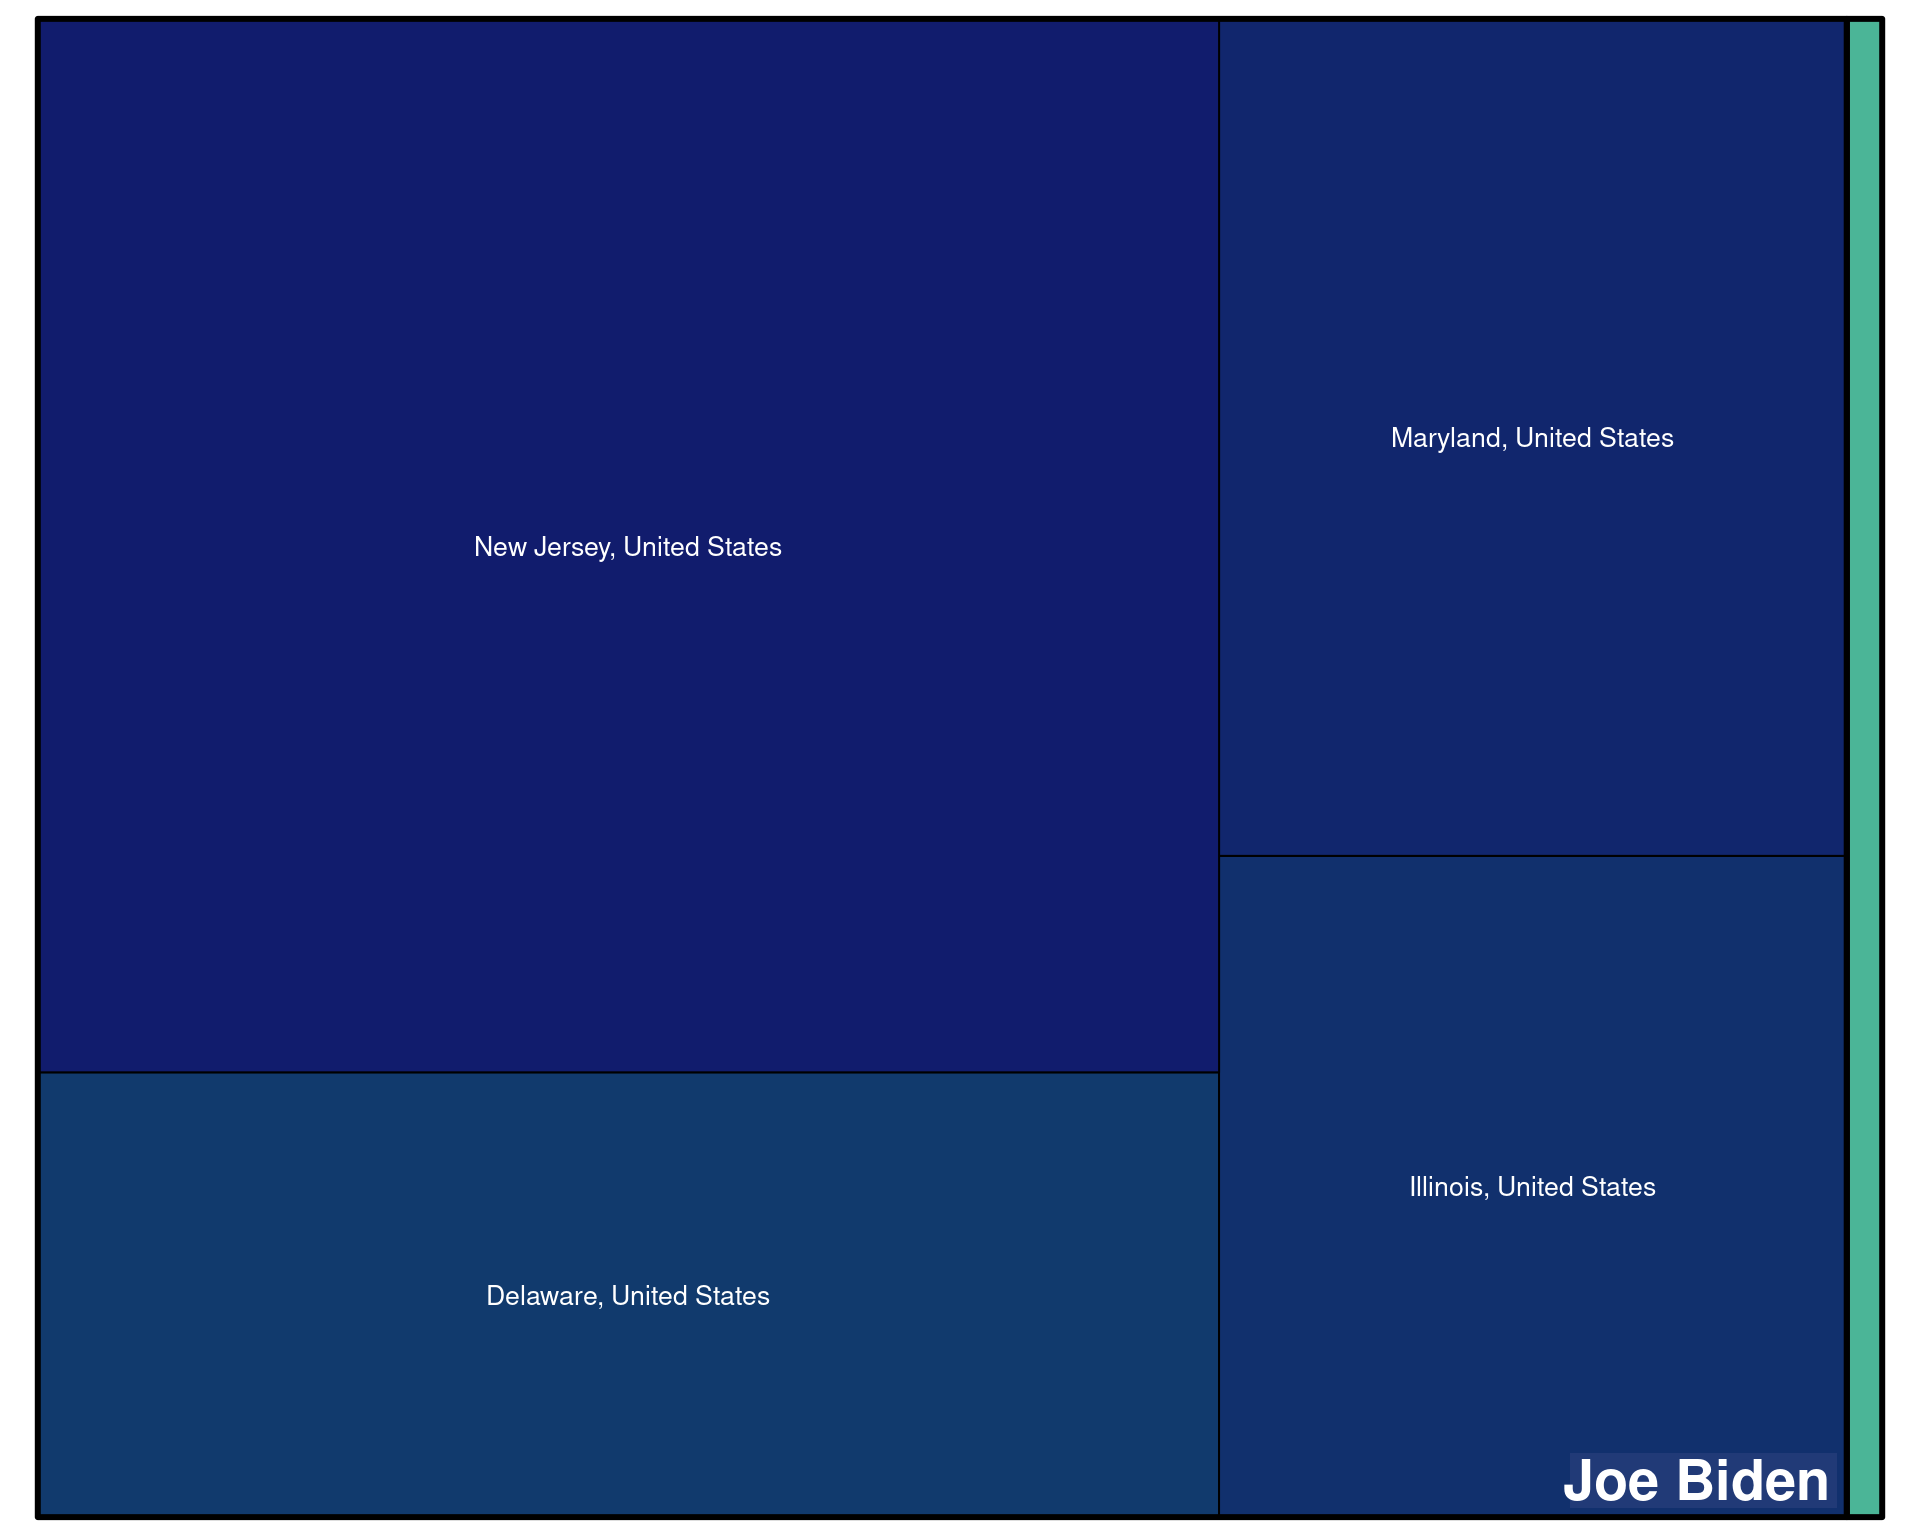 New Jersey, United States
Maryland, United States
Delaware, United States
Illinois, United States
Joe Biden